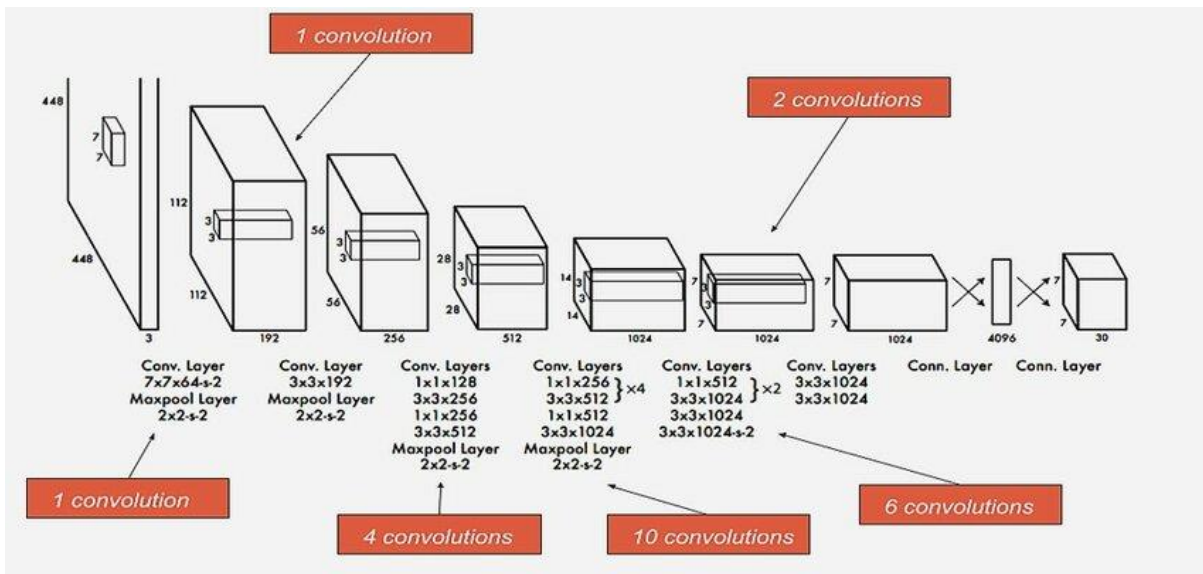 1 convolution
2 convolutions
448
7
7
448
3
112
3
3
112
192
56
3
3
56
256
28
3
3
28
512
14
3
3
14
1024
7
3
3
7
1024
7
7
1024
4096
7
7
30
Conv. Layer
7x7x64-s-2
Maxpool Layer
2x2-s-2
Conv. Layer
3x3x192
Maxpool Layer
2x2-s-2
Conv. Layers
1x1x128
3x3x256
1x1x256
3x3x512
Maxpool Layer
2x2-s-2
Conv. Layers
1x1x256
3x3x512 } ×4
1x1x512
3x3x1024
Maxpool Layer
2x2-s-2
Conv. Layers
1x1x512
3x3x1024 } ×2
3x3x1024
3x3x1024-s-2
Conv. Layers
3x3x1024
3x3x1024
Conn. Layer
Conn. Layer
1 convolution
4 convolutions
10 convolutions
6 convolutions